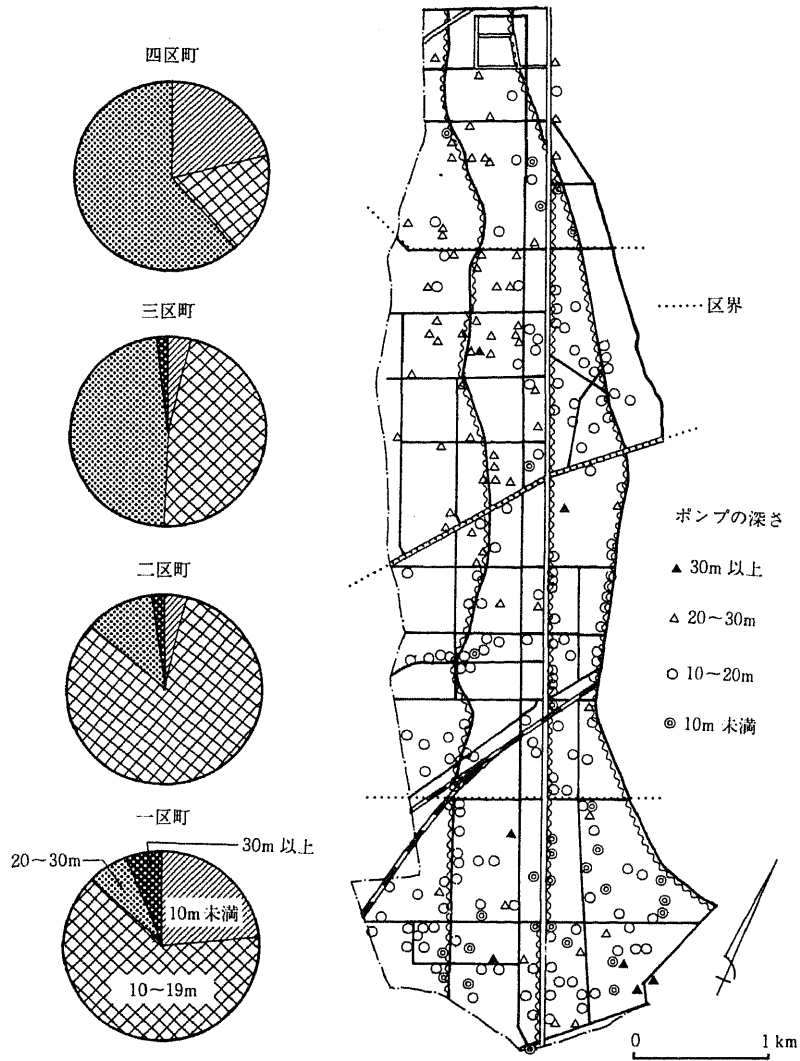 四区町
三区町
二区町
一区町
20～30m
30m 以上
10m 未満
10～19m
区界
ポンプの深さ
▲ 30m 以上
△ 20～30m
○ 10～20m
◎ 10m 未満
0 1 km